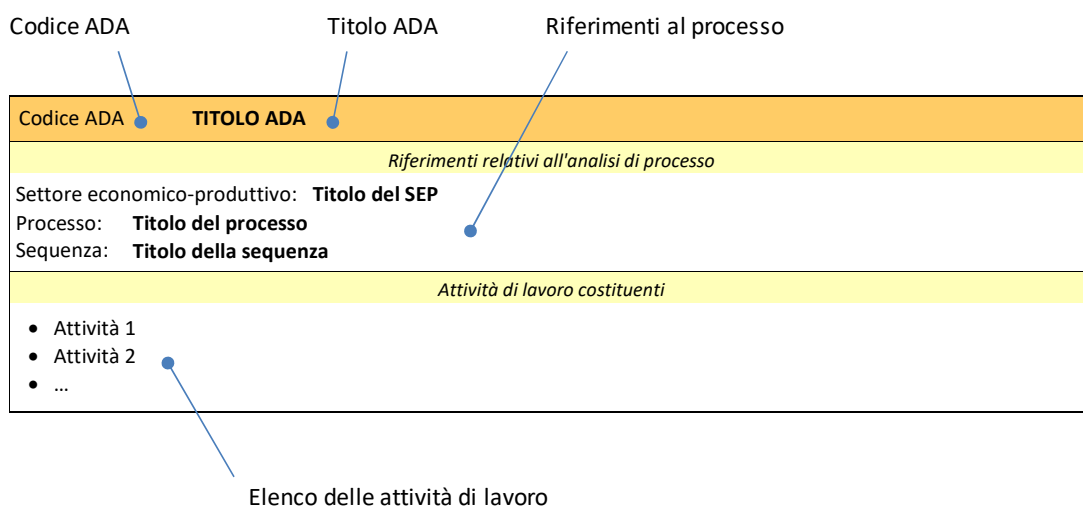 Codice ADA Titolo ADA Riferimenti al processo
Codice ADA TITOLO ADA
Riferimenti relativi all'analisi di processo
Settore economico-produttivo: Titolo del SEP
Processo: Titolo del processo
Sequenza: Titolo della sequenza
Attività di lavoro costituenti
• Attività 1
• Attività 2
• ...
Elenco delle attività di lavoro